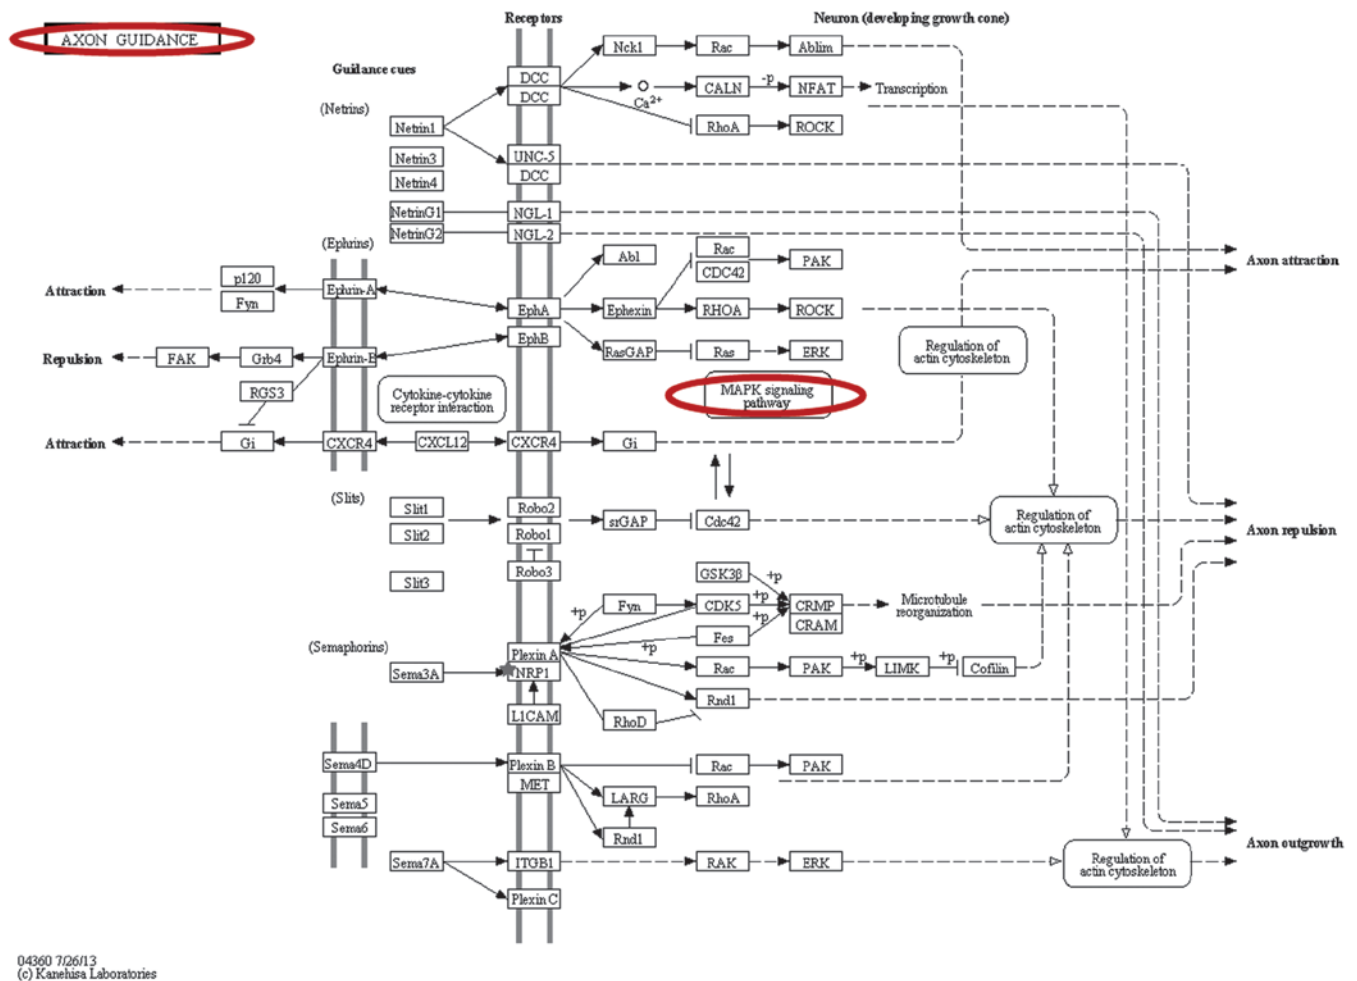 AXON GUIDANCE
Receptors
Neuron (developing growth cone)
Guidance cues
(Netrins)
Netrin1
Netrin3
Netrin4
NetrinG1
NetrinG2
DCC
DCC
UNC-5
DCC
NGL-1
NGL-2
Nck1
Rac
Ablim
Ca2+
CALN
-p
NFAT
Transcription
RhoA
ROCK
(Ephrins)
Attraction
p120
Fyn
Ephrin-A
EphA
EphB
Abl
Rac
CDC42
PAK
Ephexin
RHOA
ROCK
RasGAP
Ras
ERK
Axon attraction
Regulation of
actin cytoskeleton
Repulsion
FAK
Grb4
Ephrin-B
RGS3
Cytokine-cytokine
receptor interaction
MAPK signaling
pathway
Attraction
Gi
CXCR4
CXCL12
CXCR4
Gi
(Slits)
Slit1
Slit2
Slit3
Robo2
Robo1
Robo3
srGAP
Cdc42
Regulation of
actin cytoskeleton
Axon repulsion
(Semaphorins)
Sema3A
Plexin A
NRP1
L1CAM
+p
Fyn
GSK3β
+p
CDK5
+p
CRMP
CRAM
Microtubule
reorganization
Fes
+p
+p
Rac
PAK
+p
LIMK
+p
Cofilin
Rnd1
RhoD
Sema4D
Sema5
Sema6
Plexin B
MET
Rac
PAK
LARG
RhoA
Rnd1
Sema7A
ITGB1
Plexin C
RAK
ERK
Regulation of
actin cytoskeleton
Axon outgrowth
04360 7/26/13
(c) Kanehisa Laboratories